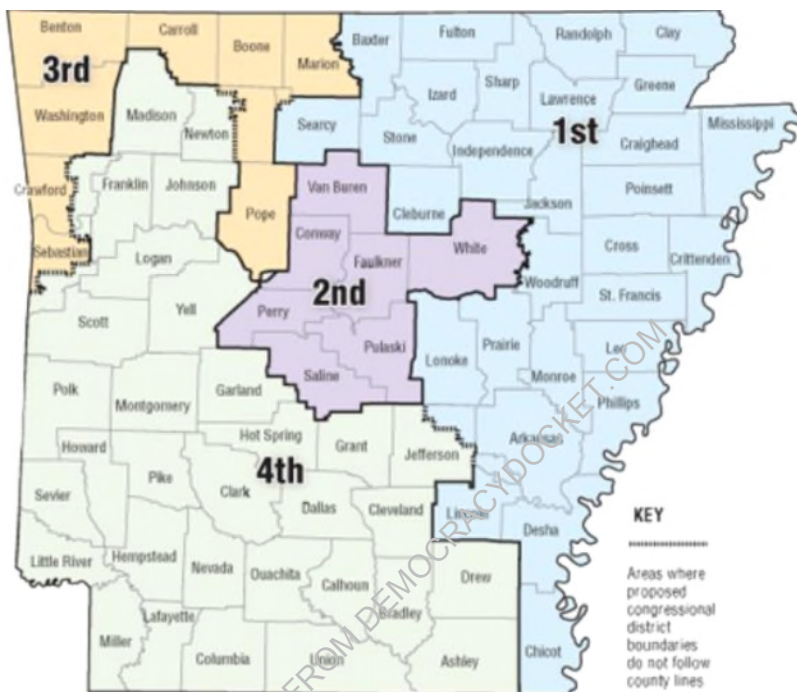 Benton
Carroll
Boone
Marion
Baxter
Fulton
Randolph
Clay
3rd
Washington
Madison
Newton
Searcy
Stone
Izard
Sharp
Lawrence
Greene
1st
Independence
Craighead
Mississippi
Crawford
Franklin
Johnson
Pope
Van Buren
Cleburne
Jackson
Poinsett
Sebastian
Logan
Conway
Faulkner
White
Woodruff
Cross
Crittenden
St. Francis
Scott
Yell
Perry
2nd
Pulaski
Saline
Lonoke
Prairie
Monroe
Lee
Phillips
Polk
Montgomery
Garland
Hot Spring
Grant
Jefferson
Arkansas
Howard
Pike
Clark
4th
Dallas
Cleveland
Lincoln
Desha
Sevier
Little River
Hempstead
Nevada
Ouachita
Calhoun
Bradley
Drew
Miller
Lafayette
Columbia
Union
Ashley
Chicot
KEY
Areas where
proposed
congressional
district
boundaries
do not follow
county lines
FROM DEMOCRACYDOCKET.COM